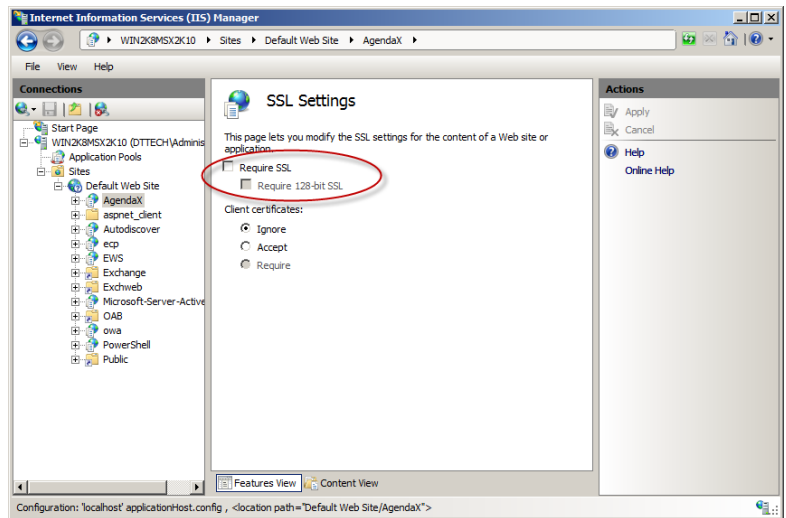 Internet Information Services (IIS) Manager
WIN2K8MSX2K10 Sites Default Web Site AgendaX
File View Help
Connections
Start Page
WIN2K8MSX2K10 (DTTECH\Adminis
Application Pools
Sites
Default Web Site
AgendaX
aspnet_client
Autodiscover
ecp
EWS
Exchange
Exchweb
Microsoft-Server-Active
OAB
owa
PowerShell
Public
SSL Settings
This page lets you modify the SSL settings for the content of a Web site or
application.
Require SSL
Require 128-bit SSL
Client certificates:
Ignore
Accept
Require
Features View Content View
Actions
Apply
Cancel
Help
Online Help
Configuration: 'localhost' applicationHost.config , <location path="Default Web Site/AgendaX">